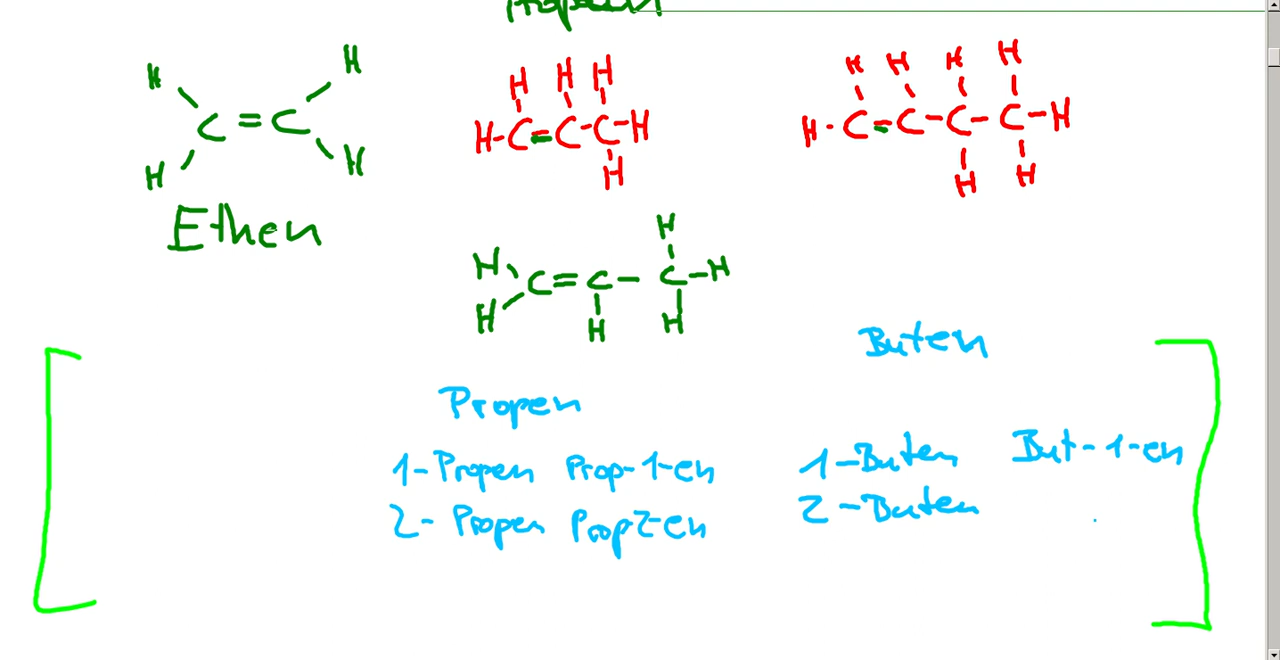 H H
C = C
H H
Ethen
H H H
H-C=C-C-H
H
H H H H
H-C=C-C-C-H
H H
H
H C=C-C-H
H H H
Buten
Propen
1-Propen Prop-1-en 1-Buten But-1-en
2-Propen Prop2-en 2-Buten